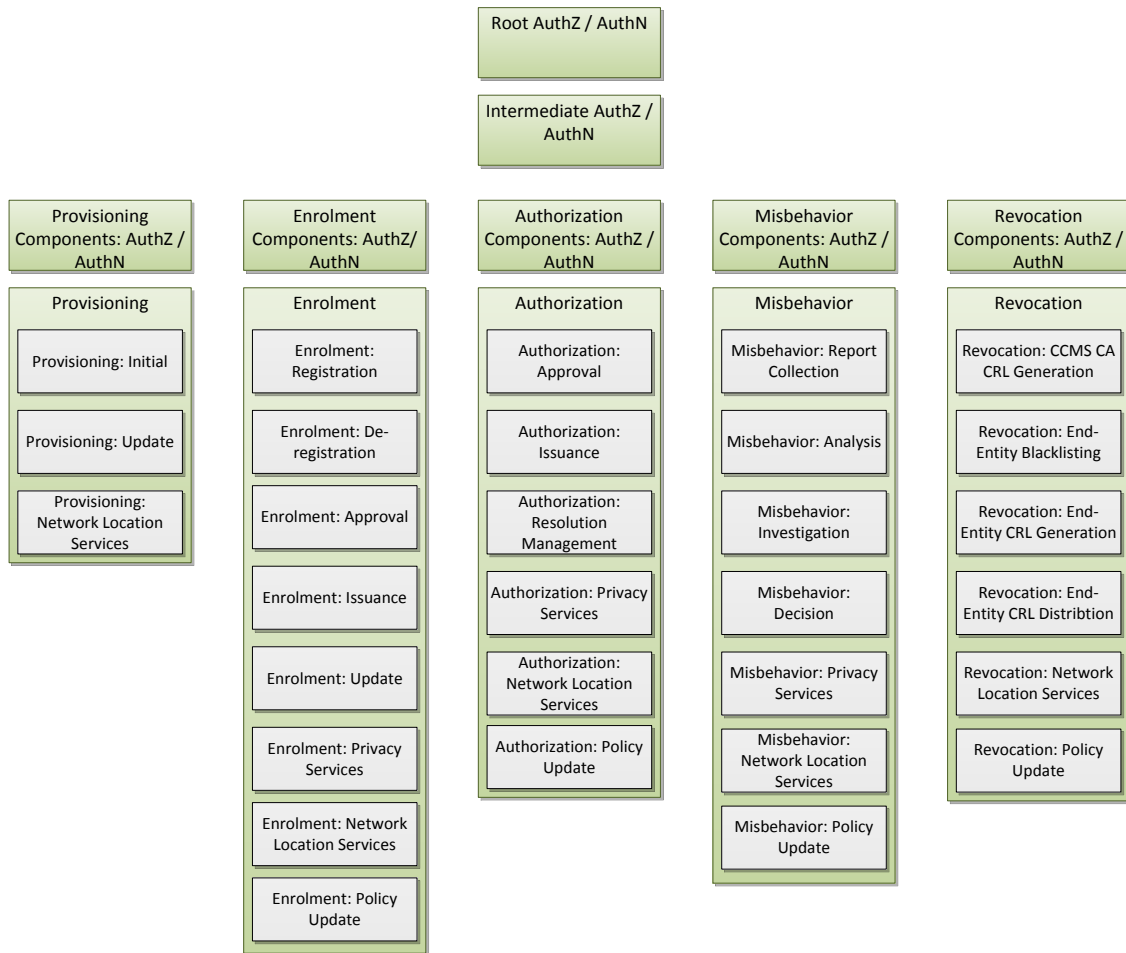 Root AuthZ / AuthN
Intermediate AuthZ /
AuthN
Provisioning
Components: AuthZ /
AuthN
Enrolment
Components: AuthZ/
AuthN
Authorization
Components: AuthZ /
AuthN
Misbehavior
Components: AuthZ /
AuthN
Revocation
Components: AuthZ /
AuthN
Provisioning
Provisioning: Initial
Provisioning: Update
Provisioning:
Network Location
Services
Enrolment
Enrolment:
Registration
Enrolment: De-
registration
Enrolment: Approval
Enrolment: Issuance
Enrolment: Update
Enrolment: Privacy
Services
Enrolment: Network
Location Services
Enrolment: Policy
Update
Authorization
Authorization:
Approval
Authorization:
Issuance
Authorization:
Resolution
Management
Authorization: Privacy
Services
Authorization:
Network Location
Services
Authorization: Policy
Update
Misbehavior
Misbehavior: Report
Collection
Misbehavior: Analysis
Misbehavior:
Investigation
Misbehavior:
Decision
Misbehavior: Privacy
Services
Misbehavior:
Network Location
Services
Misbehavior: Policy
Update
Revocation
Revocation: CCMS CA
CRL Generation
Revocation: End-
Entity Blacklisting
Revocation: End-
Entity CRL Generation
Revocation: End-
Entity CRL Distribtion
Revocation: Network
Location Services
Revocation: Policy
Update